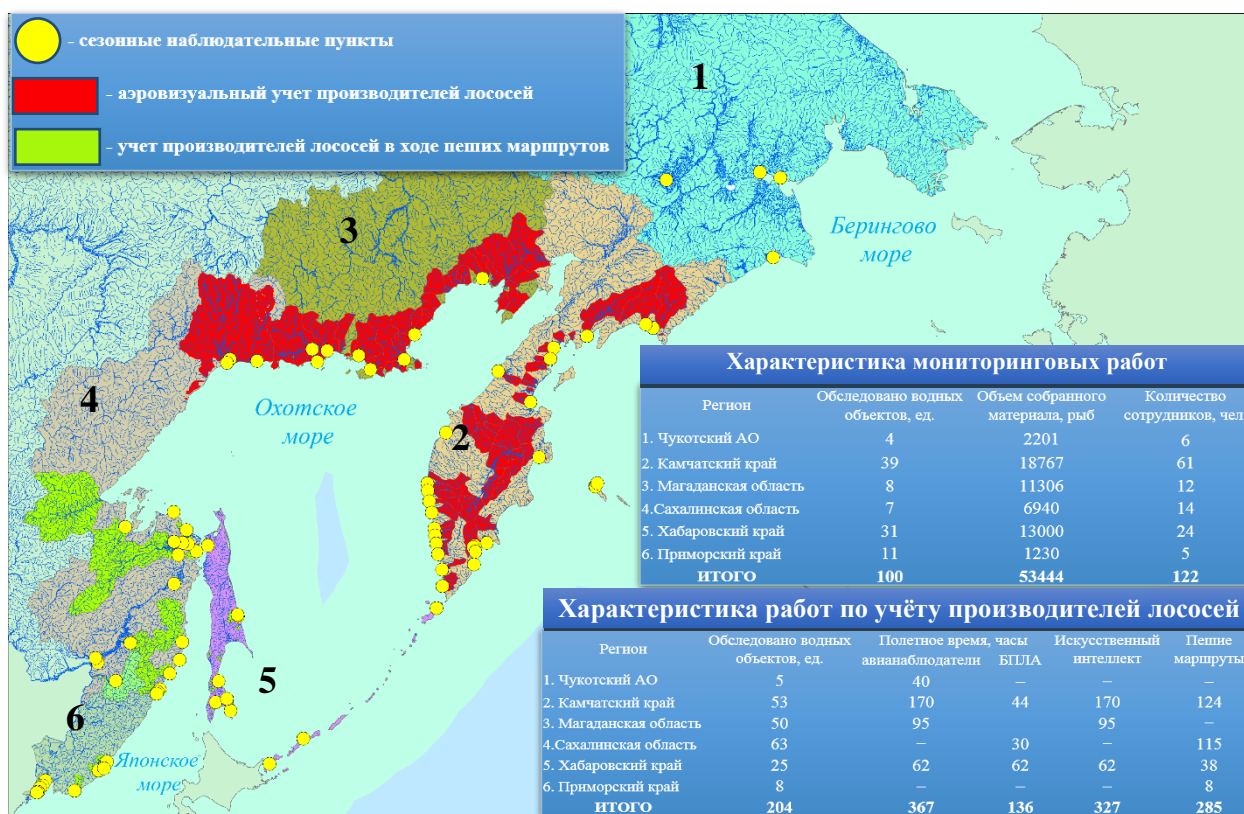 - сезонные наблюдательные пункты
- аэровизуальный учет производителей лососей
- учет производителей лососей в ходе пеших маршрутов
1
3
Берингово
море
4
Охотское
море
2
5
6
Японское
море
Характеристика мониторинговых работ
Регион Обследовано водных объектов, ед. Объем собранного материала, рыб Количество сотрудников, чел
1. Чукотский АО 4 2201 6
2. Камчатский край 39 18767 61
3. Магаданская область 8 11306 12
4.Сахалинская область 7 6940 14
5. Хабаровский край 31 13000 24
6. Приморский край 11 1230 5
ИТОГО 100 53444 122
Характеристика работ по учёту производителей лососей
Регион Обследовано водных объектов, ед. Полетное время, часы авианаблюдатели БПЛА Искусственный интеллект Пешие маршруты
1. Чукотский АО 5 40 – – –
2. Камчатский край 53 170 44 170 124
3. Магаданская область 50 95 95 –
4.Сахалинская область 63 – 30 – 115
5. Хабаровский край 25 62 62 62 38
6. Приморский край 8 – – – 8
ИТОГО 204 367 136 327 285